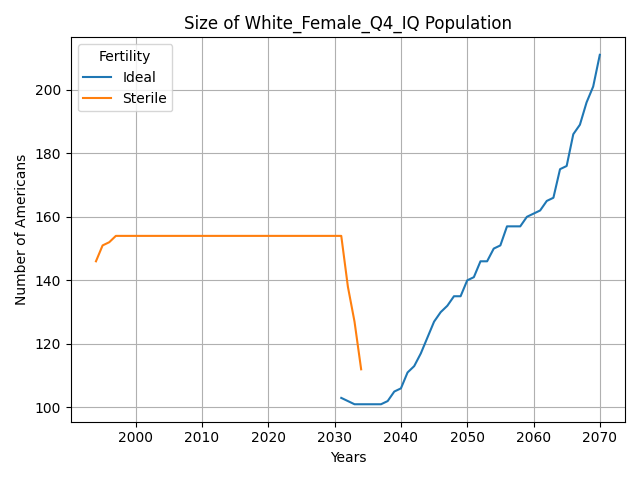 Size of White_Female_Q4_IQ Population
Fertility
Ideal
Sterile
Number of Americans
200
180
160
140
120
100
2000
2010
2020
2030
2040
2050
2060
2070
Years